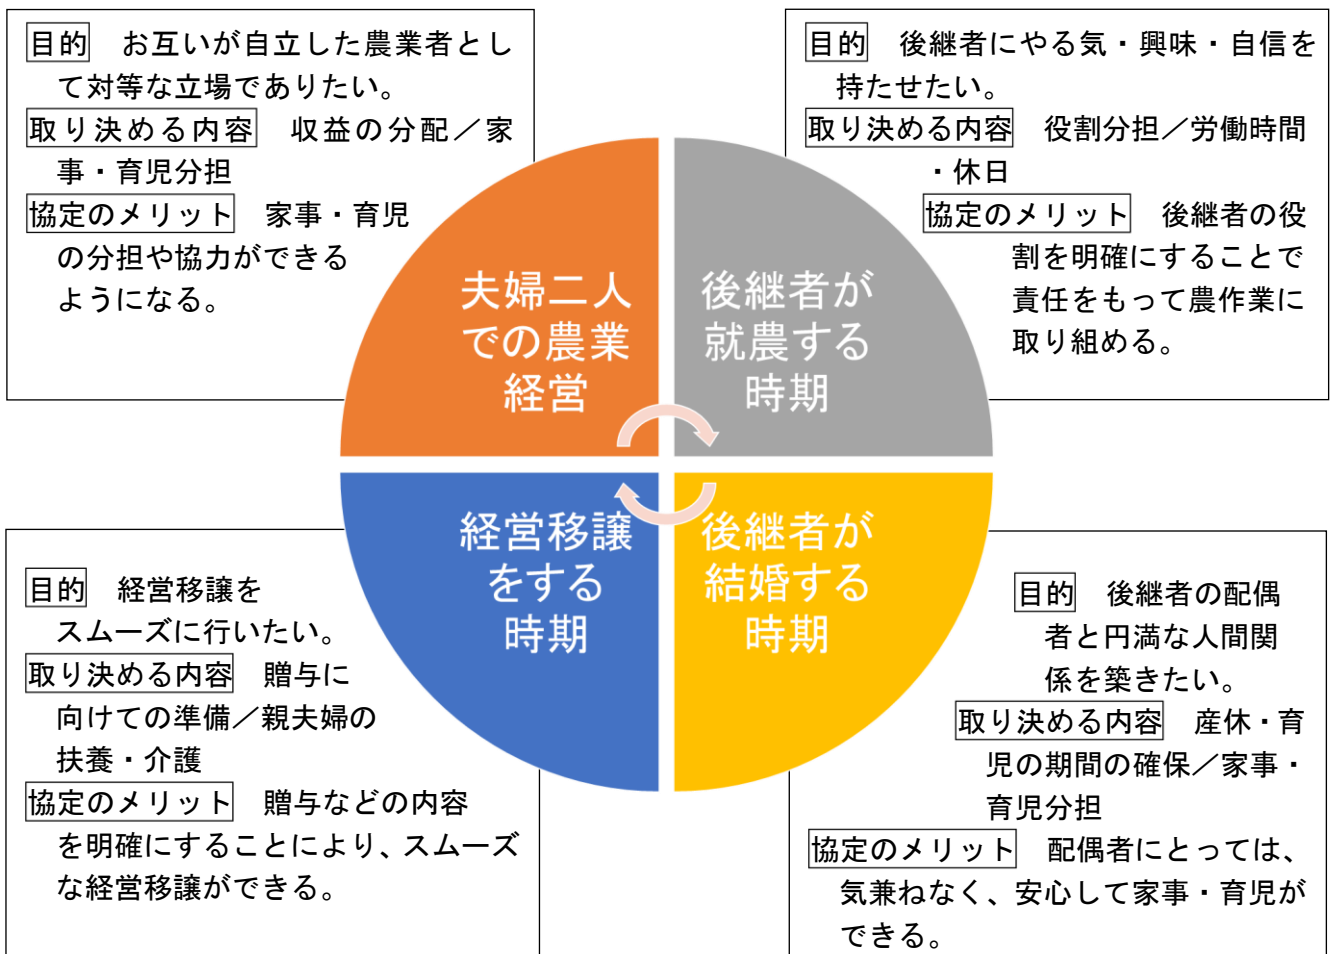 目的　お互いが自立した農業者とし
て対等な立場でありたい。
取り決める内容　収益の分配／家
事・育児分担
協定のメリット　家事・育児
の分担や協力ができる
ようになる。
目的　後継者にやる気・興味・自信を
持たせたい。
取り決める内容　役割分担／労働時間
・休日
協定のメリット　後継者の役
割を明確にすることで
責任をもって農作業に
取り組める。
夫婦二人
での農業
経営
後継者が
就農する
時期
経営移譲
をする
時期
後継者が
結婚する
時期
目的　経営移譲を
スムーズに行いたい。
取り決める内容　贈与に
向けての準備／親夫婦の
扶養・介護
協定のメリット　贈与などの内容
を明確にすることにより、スムーズ
な経営移譲ができる。
目的　後継者の配偶
者と円満な人間関
係を築きたい。
取り決める内容　産休・育
児の期間の確保／家事・
育児分担
協定のメリット　配偶者にとっては、
気兼ねなく、安心して家事・育児が
できる。